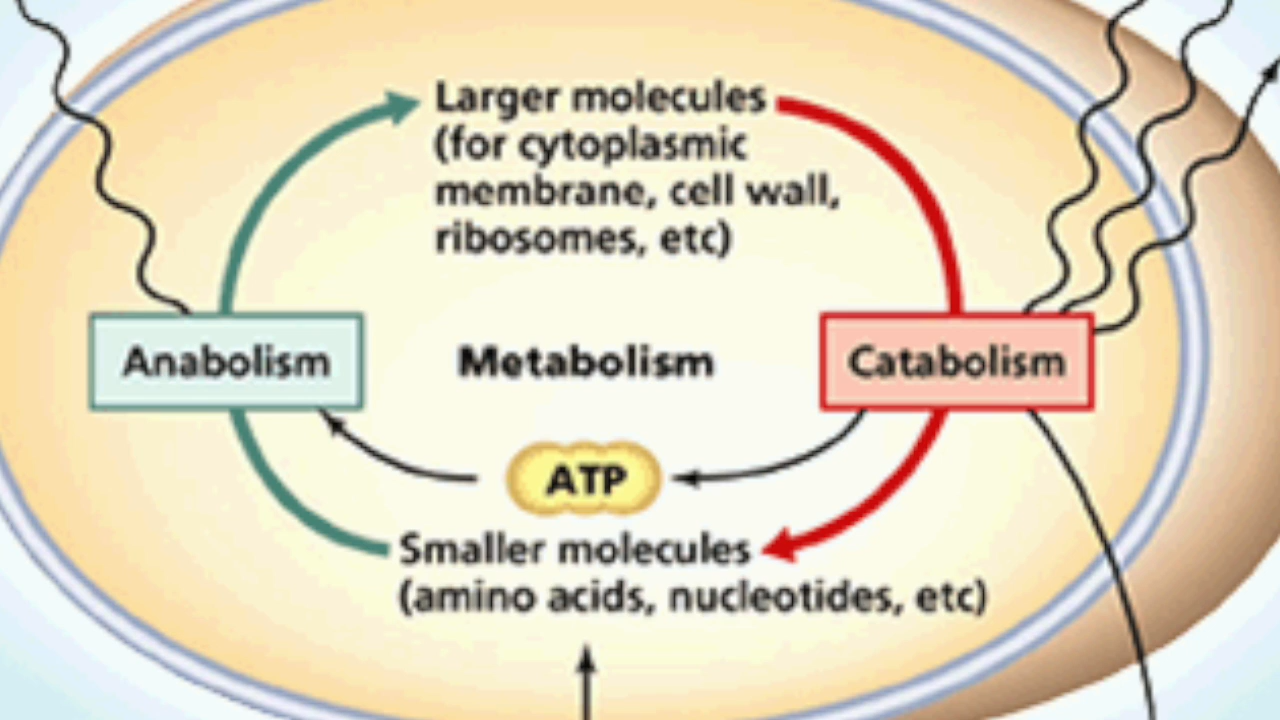 Larger molecules
(for cytoplasmic
membrane, cell wall,
ribosomes, etc)
Anabolism
Metabolism
Catabolism
ATP
Smaller molecules
(amino acids, nucleotides, etc)